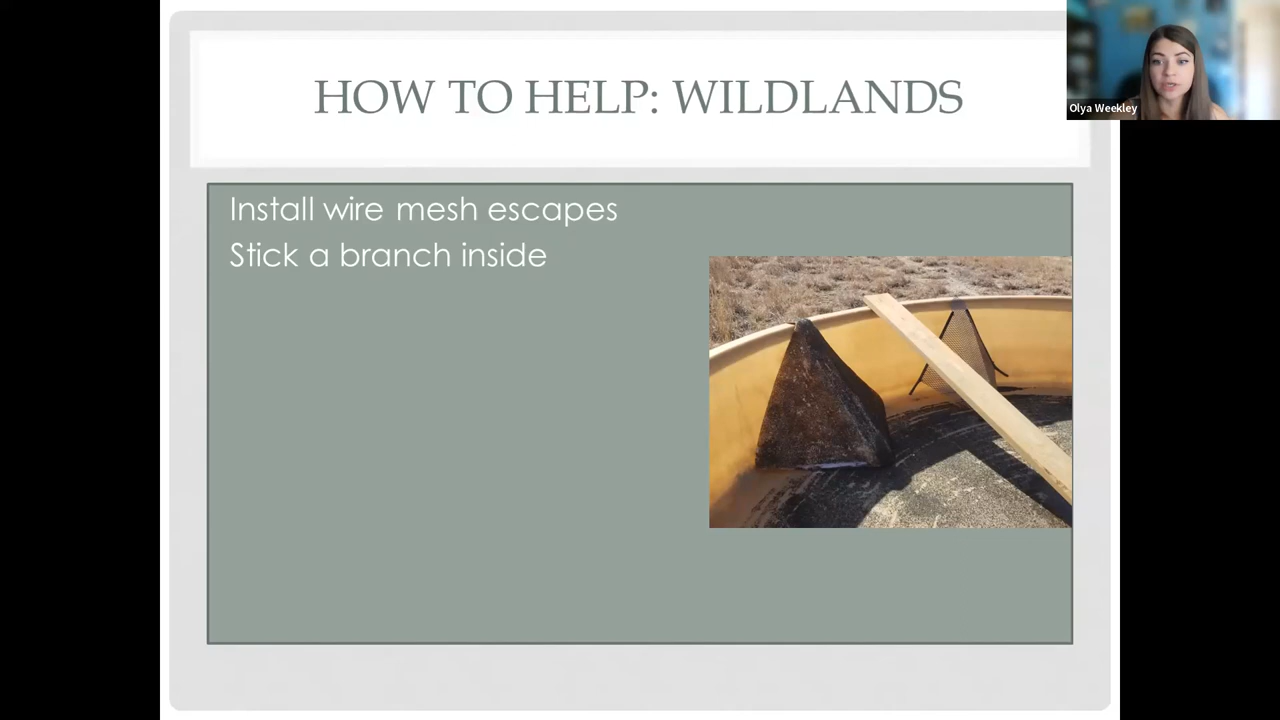 HOW TO HELP: WILDLANDS
Olya Weekley
Install wire mesh escapes
Stick a branch inside